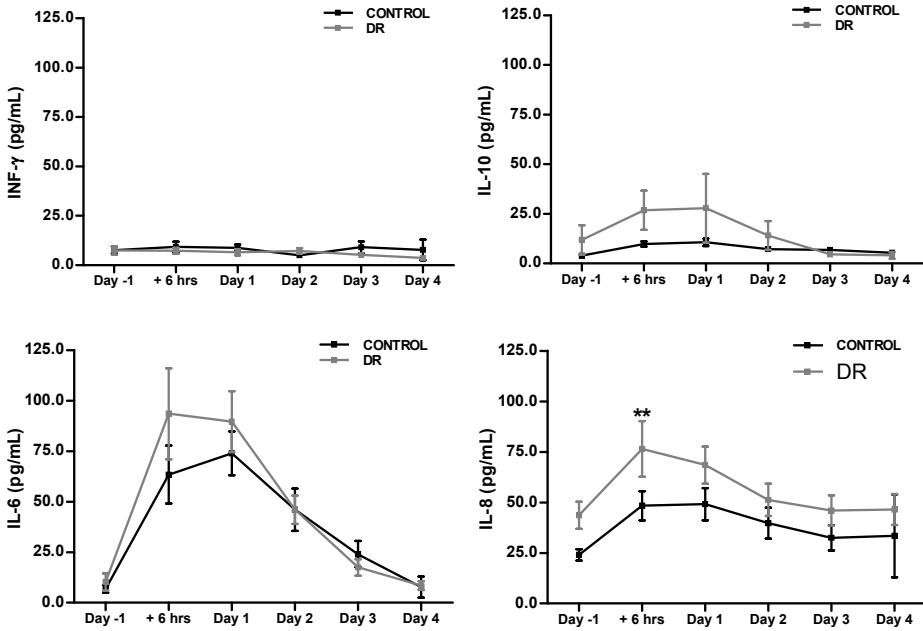 CONTROL
DR
INF-γ (pg/mL)
125.0
100.0
75.0
50.0
25.0
0.0
Day -1 + 6 hrs Day 1 Day 2 Day 3 Day 4
CONTROL
DR
IL-10 (pg/mL)
125.0
100.0
75.0
50.0
25.0
0.0
Day -1 + 6 hrs Day 1 Day 2 Day 3 Day 4
CONTROL
DR
IL-6 (pg/mL)
125.0
100.0
75.0
50.0
25.0
0.0
Day -1 + 6 hrs Day 1 Day 2 Day 3 Day 4
CONTROL
DR
IL-8 (pg/mL)
125.0
100.0
75.0
50.0
25.0
0.0
**
Day -1 + 6 hrs Day 1 Day 2 Day 3 Day 4